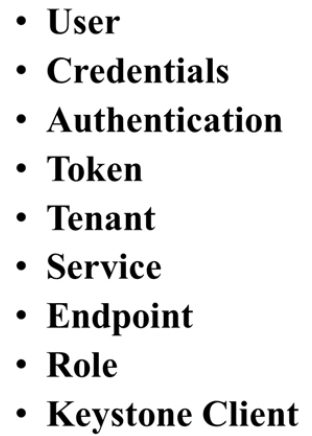 • User
• Credentials
• Authentication
• Token
• Tenant
• Service
• Endpoint
• Role
• Keystone Client